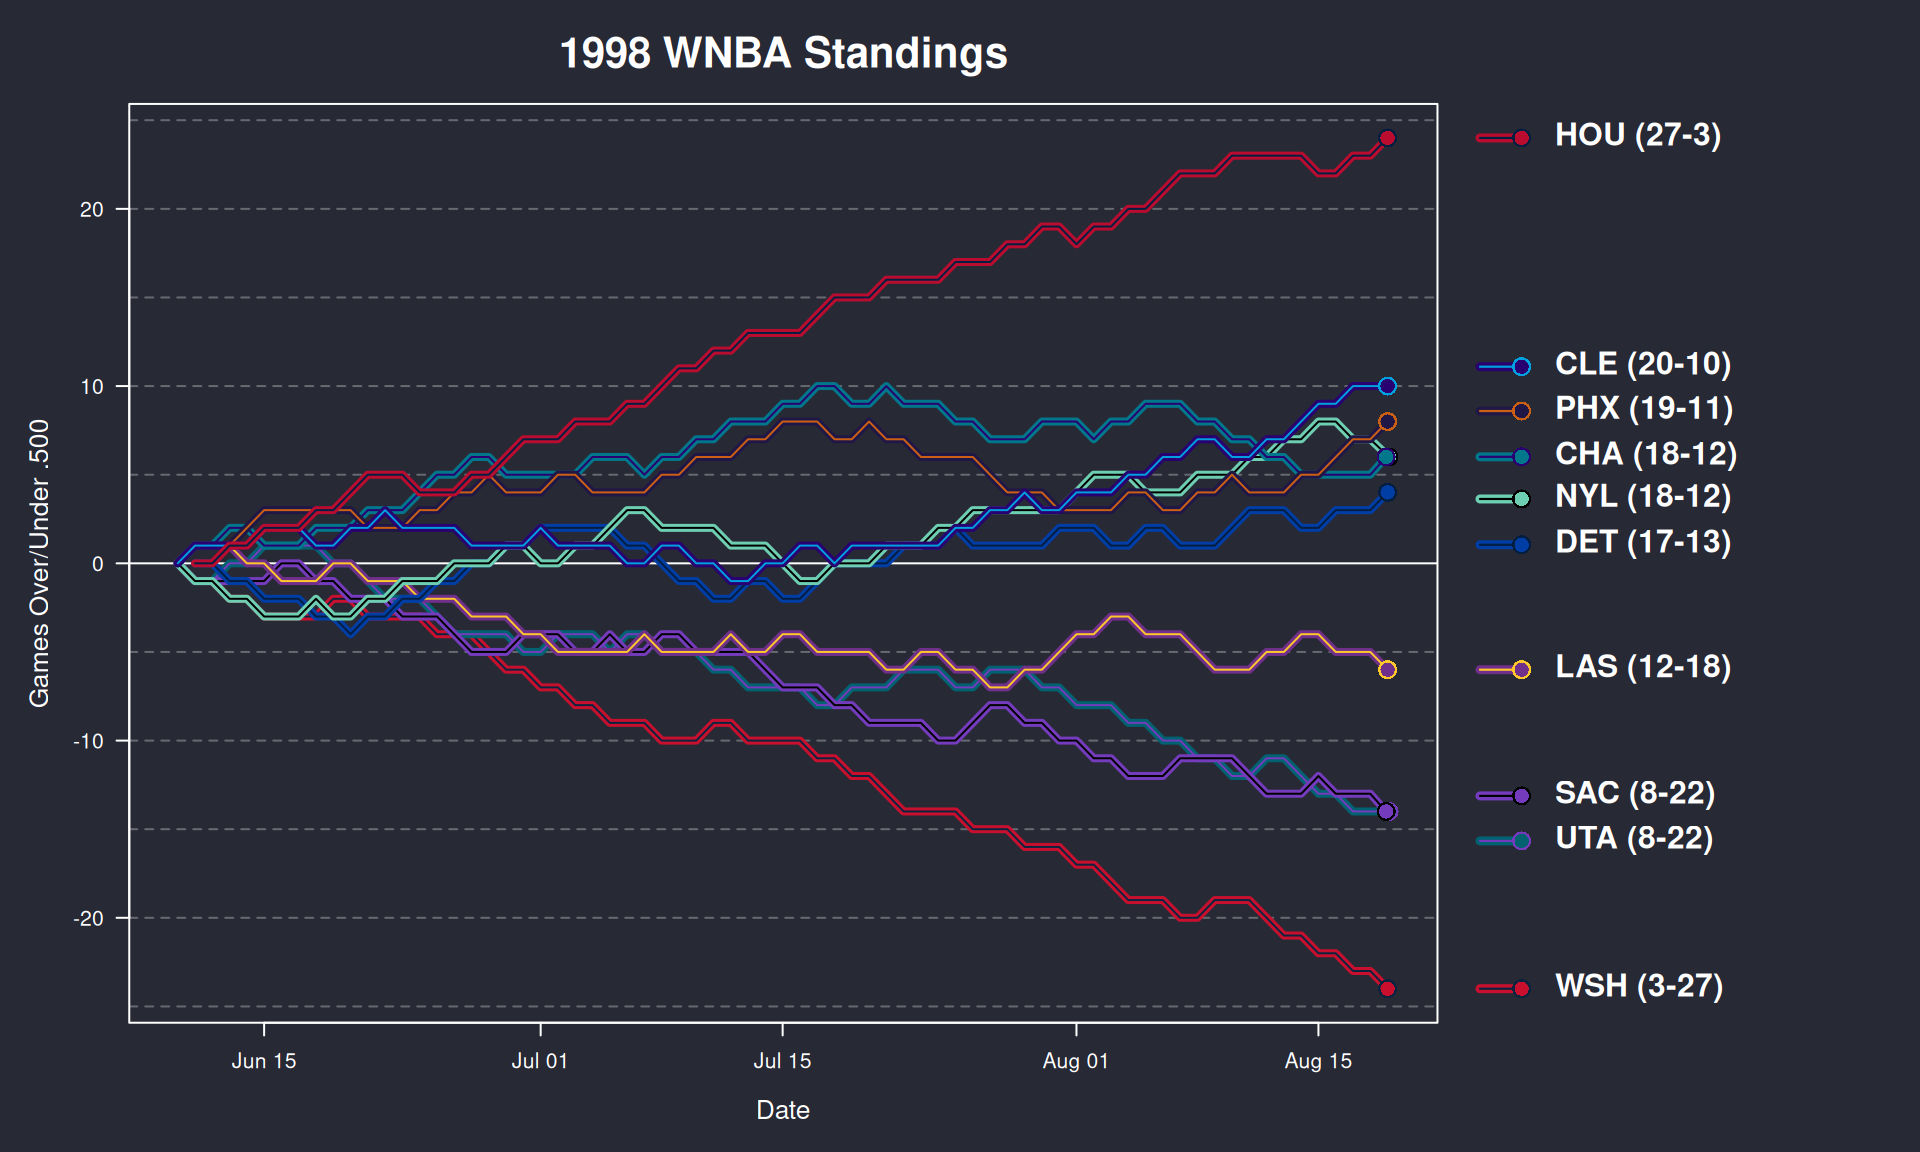 1998 WNBA Standings
HOU (27-3)
20
CLE (20-10)
10
PHX (19-11)
CHA (18-12)
NYL (18-12)
DET (17-13)
Games Over/Under .500
0
LAS (12-18)
-10
SAC (8-22)
UTA (8-22)
-20
WSH (3-27)
Jun 15
Jul 01
Jul 15
Aug 01
Aug 15
Date